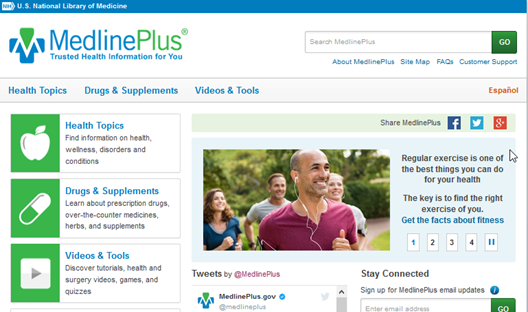 NIH U.S. National Library of Medicine
MedlinePlus®
Trusted Health Information for You
Search MedlinePlus
GO
About MedlinePlus Site Map FAQs Customer Support
Health Topics Drugs & Supplements Videos & Tools
Español
Share MedlinePlus
Health Topics
Find information on health,
wellness, disorders and
conditions
Drugs & Supplements
Learn about prescription drugs,
over-the-counter medicines,
herbs, and supplements
Videos & Tools
Discover tutorials, health and
surgery videos, games, and
quizzes
Regular exercise is one of
the best things you can do
for your health
The key is to find the right
exercise of you.
Get the facts about fitness
1 2 3 4
Tweets by @MedlinePlus
MedlinePlus.gov
@medlineplus
Stay Connected
Sign up for MedlinePlus email updates
Enter email address
GO